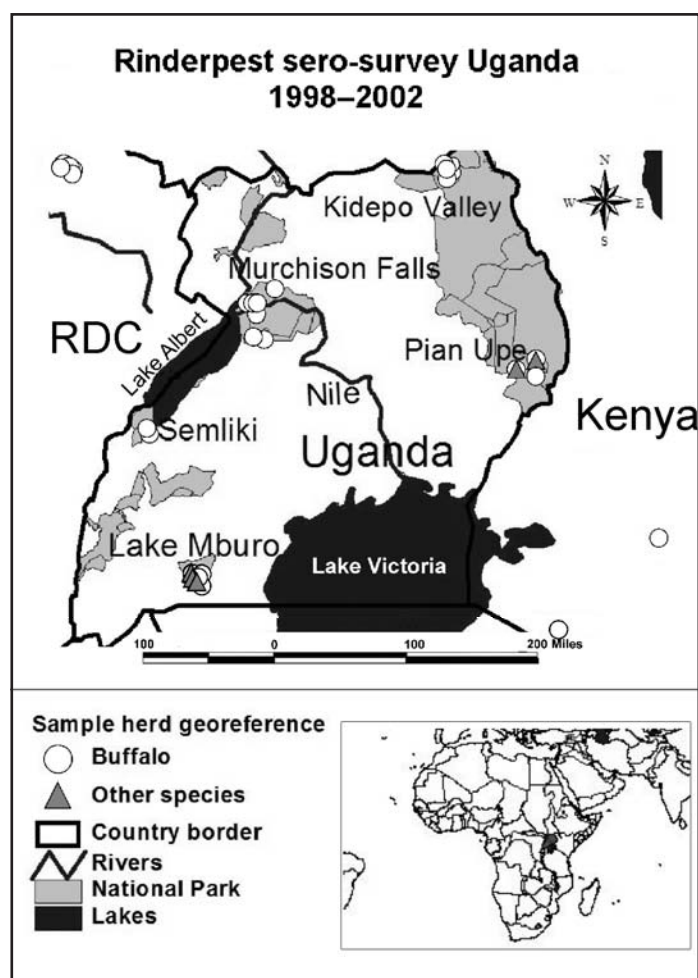 Rinderpest sero-survey Uganda
1998–2002
N
W E
S
Kidepo Valley
Murchison Falls
RDC
Lake Albert
Pian Upe
Nile
Kenya
Semliki
Uganda
Lake Mburo
Lake Victoria
100 0 100 200 Miles
Sample herd georeference
Buffalo
Other species
Country border
Rivers
National Park
Lakes